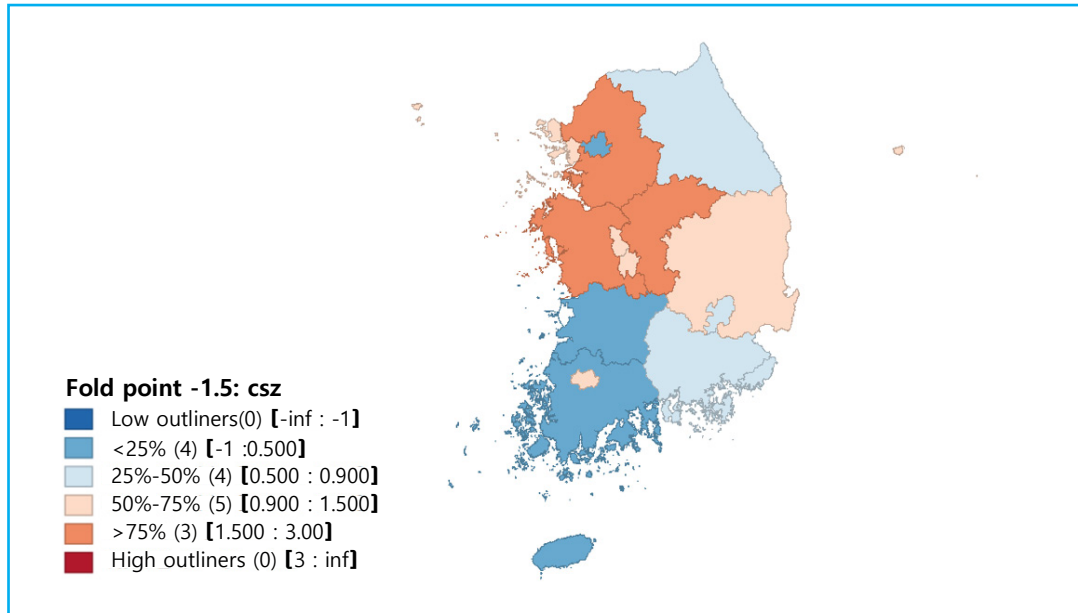 Fold point -1.5: csz
Low outliners(0) [-inf : -1]
<25% (4) [-1 :0.500]
25%-50% (4) [0.500 : 0.900]
50%-75% (5) [0.900 : 1.500]
>75% (3) [1.500 : 3.00]
High outliners (0) [3 : inf]